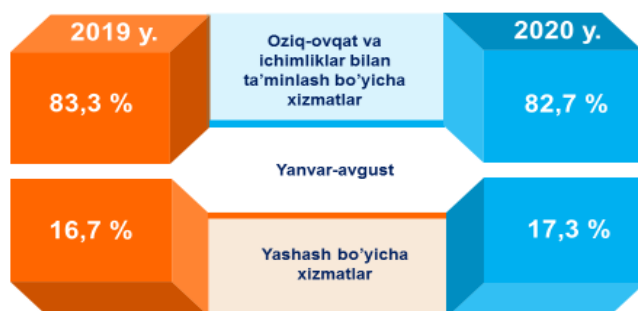 2019 y.
Oziq-ovqat va
ichimliklar bilan
ta’minlash bo’yicha
xizmatlar
2020 y.
83,3 %
82,7 %
Yanvar-avgust
16,7 %
Yashash bo’yicha
xizmatlar
17,3 %